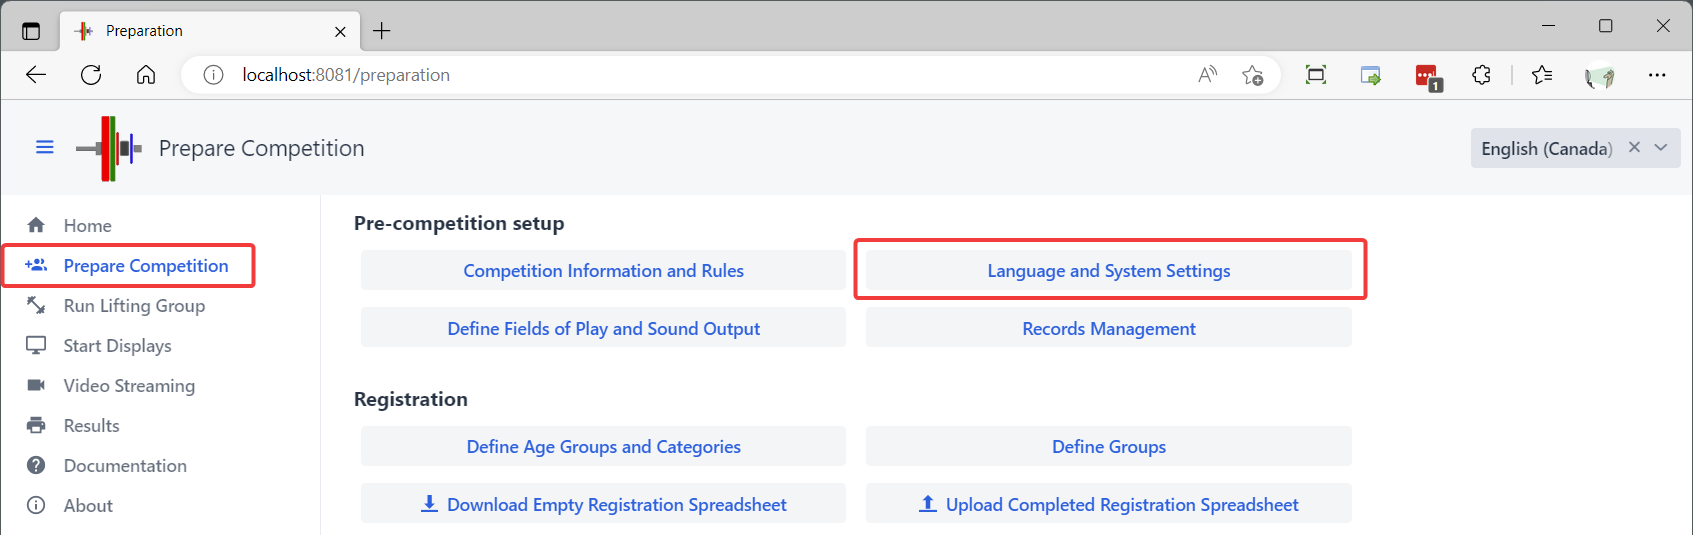 Preparation
localhost:8081/preparation
1
Prepare Competition
English (Canada)
Home
Prepare Competition
Run Lifting Group
Start Displays
Video Streaming
Results
Documentation
About
Pre-competition setup
Competition Information and Rules
Language and System Settings
Define Fields of Play and Sound Output
Records Management
Registration
Define Age Groups and Categories
Define Groups
Download Empty Registration Spreadsheet
Upload Completed Registration Spreadsheet